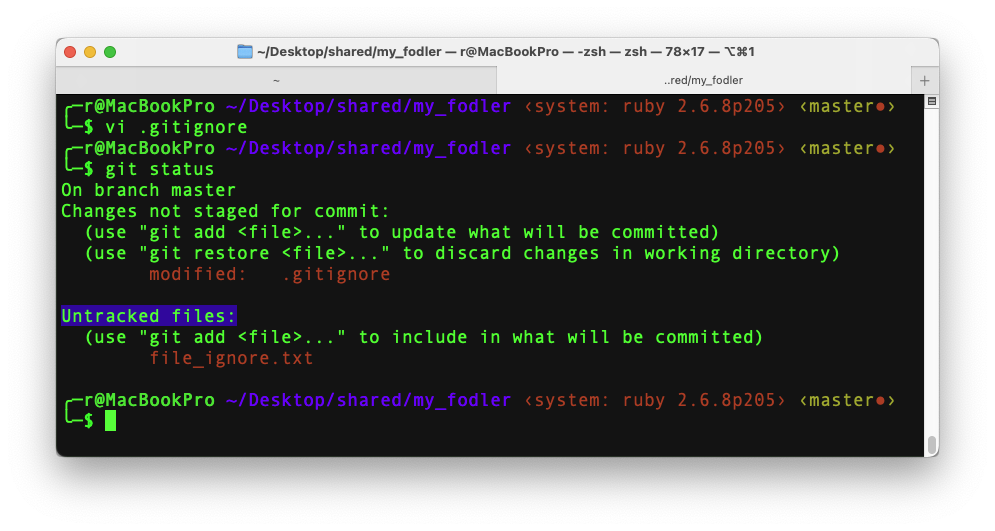 ~/Desktop/shared/my_fodler — r@MacBookPro — -zsh — zsh — 78×17 — ⌥⌘1
~
..red/my_fodler
+
╭─r@MacBookPro ~/Desktop/shared/my_fodler ‹system: ruby 2.6.8p205› ‹master●›
╰─$ vi .gitignore
╭─r@MacBookPro ~/Desktop/shared/my_fodler ‹system: ruby 2.6.8p205› ‹master●›
╰─$ git status
On branch master
Changes not staged for commit:
  (use "git add <file>..." to update what will be committed)
  (use "git restore <file>..." to discard changes in working directory)
        modified:   .gitignore

Untracked files:
  (use "git add <file>..." to include in what will be committed)
        file_ignore.txt

╭─r@MacBookPro ~/Desktop/shared/my_fodler ‹system: ruby 2.6.8p205› ‹master●›
╰─$